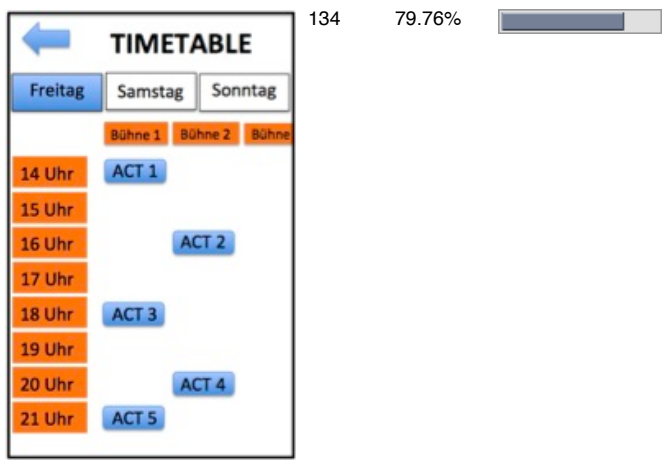 TIMETABLE 134 79.76%
Freitag Samstag Sonntag
Bühne 1 Bühne 2 Bühne
14 Uhr ACT 1
15 Uhr
16 Uhr ACT 2
17 Uhr
18 Uhr ACT 3
19 Uhr
20 Uhr ACT 4
21 Uhr ACT 5